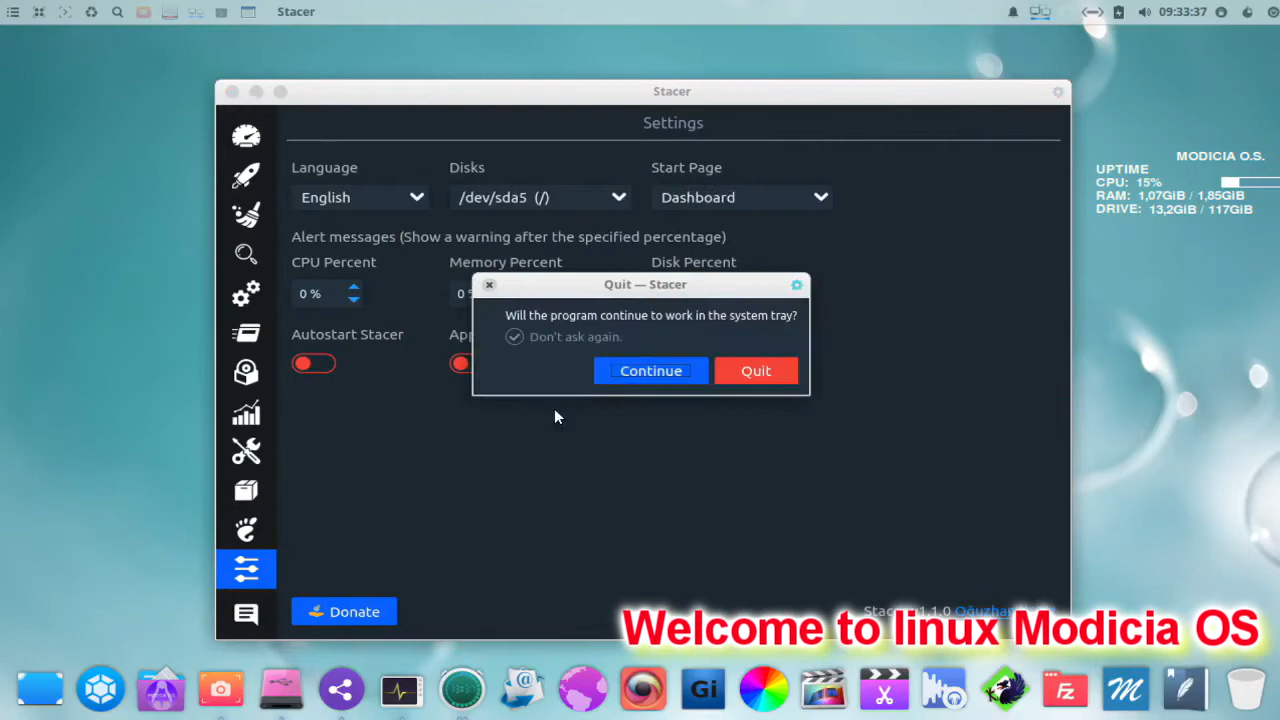 Stacer
09:33:37
Stacer
Settings
Language
Disks
Start Page
English
/dev/sda5 (/)
Dashboard
Alert messages (Show a warning after the specified percentage)
CPU Percent
Memory Percent
Disk Percent
0 %
0
Quit — Stacer
Will the program continue to work in the system tray?
Don't ask again.
Continue
Quit
Autostart Stacer
App
Donate
MODICIA O.S.
UPTIME
CPU: 15%
RAM: 1,07GiB / 1,85GiB
DRIVE: 13,2GiB / 117GiB
Welcome to linux Modicia OS
@
Gi
Fz
M